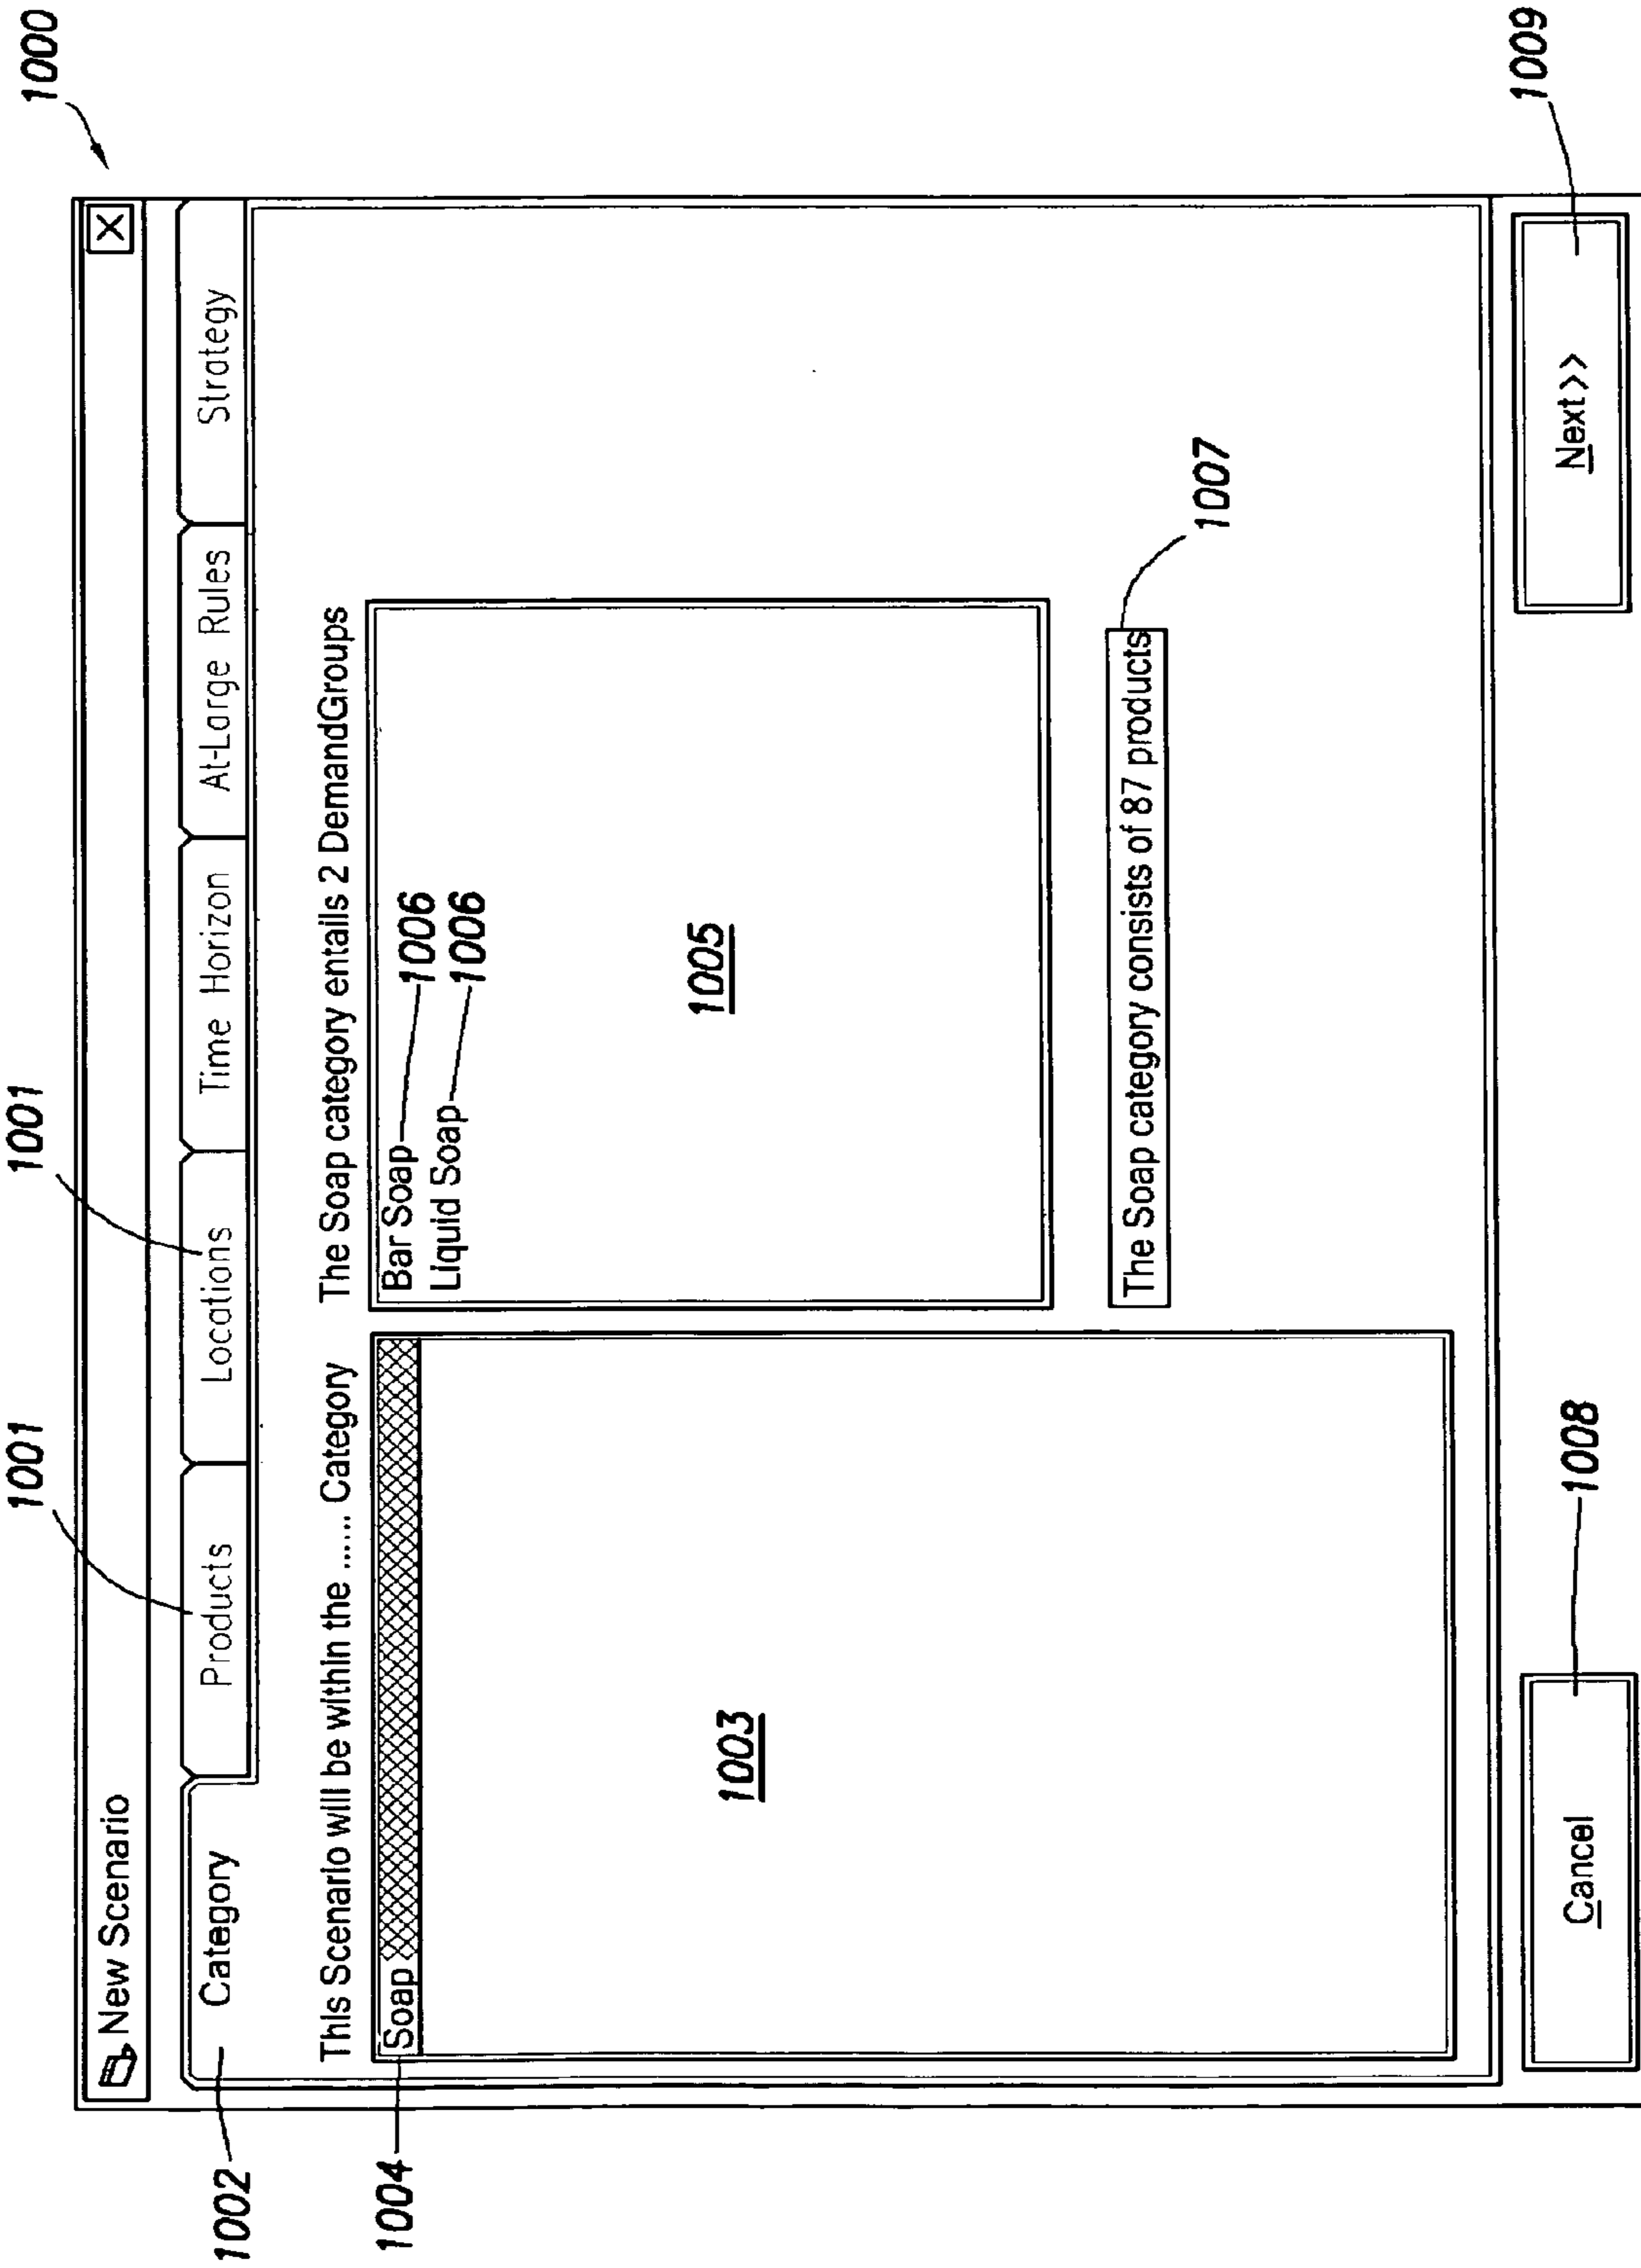 1000
1001
1001
New Scenario
X
1002
Category
Products
Locations
Time Horizon
At-Large Rules
Strategy
This Scenario will be within the ..... Category
The Soap category entails 2 DemandGroups
1004
Soap
Bar Soap 1006
Liquid Soap 1006
1003
1005
1007
The Soap category consists of 87 products
Cancel
1008
Next>>
1009